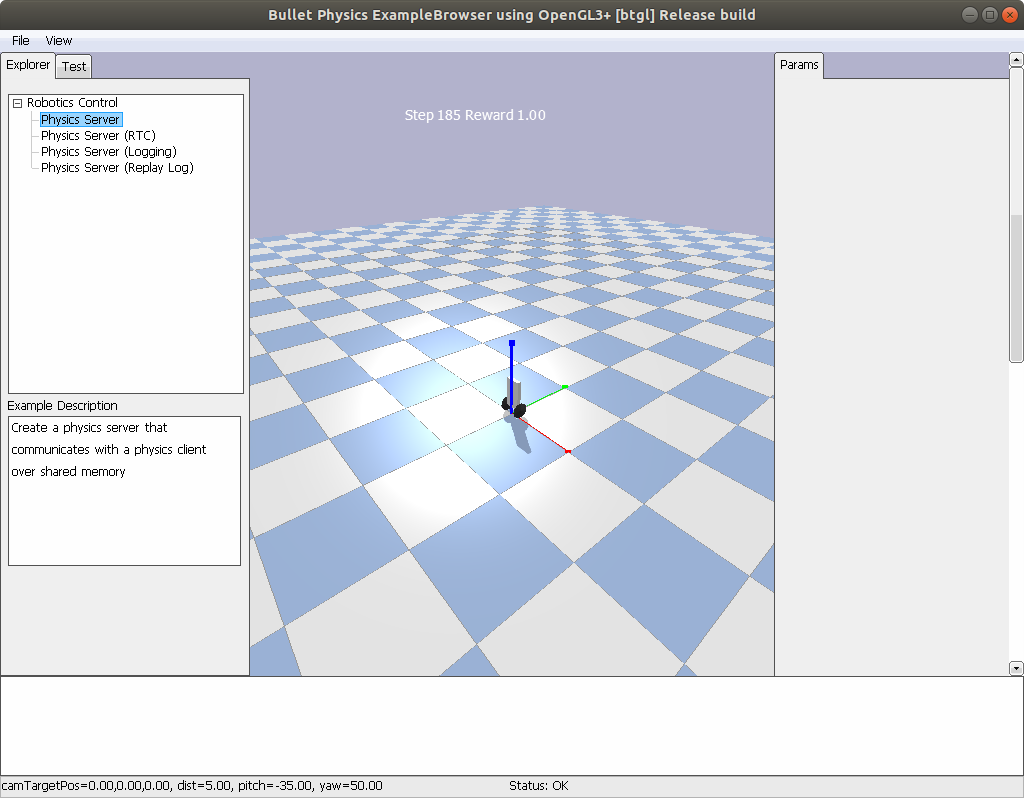 Bullet Physics ExampleBrowser using OpenGL3+ [btgl] Release build
File View
Explorer Test
Params
Robotics Control
Physics Server
Physics Server (RTC)
Physics Server (Logging)
Physics Server (Replay Log)
Step 185 Reward 1.00
Example Description
Create a physics server that
communicates with a physics client
over shared memory
camTargetPos=0.00,0.00,0.00, dist=5.00, pitch=-35.00, yaw=50.00
Status: OK